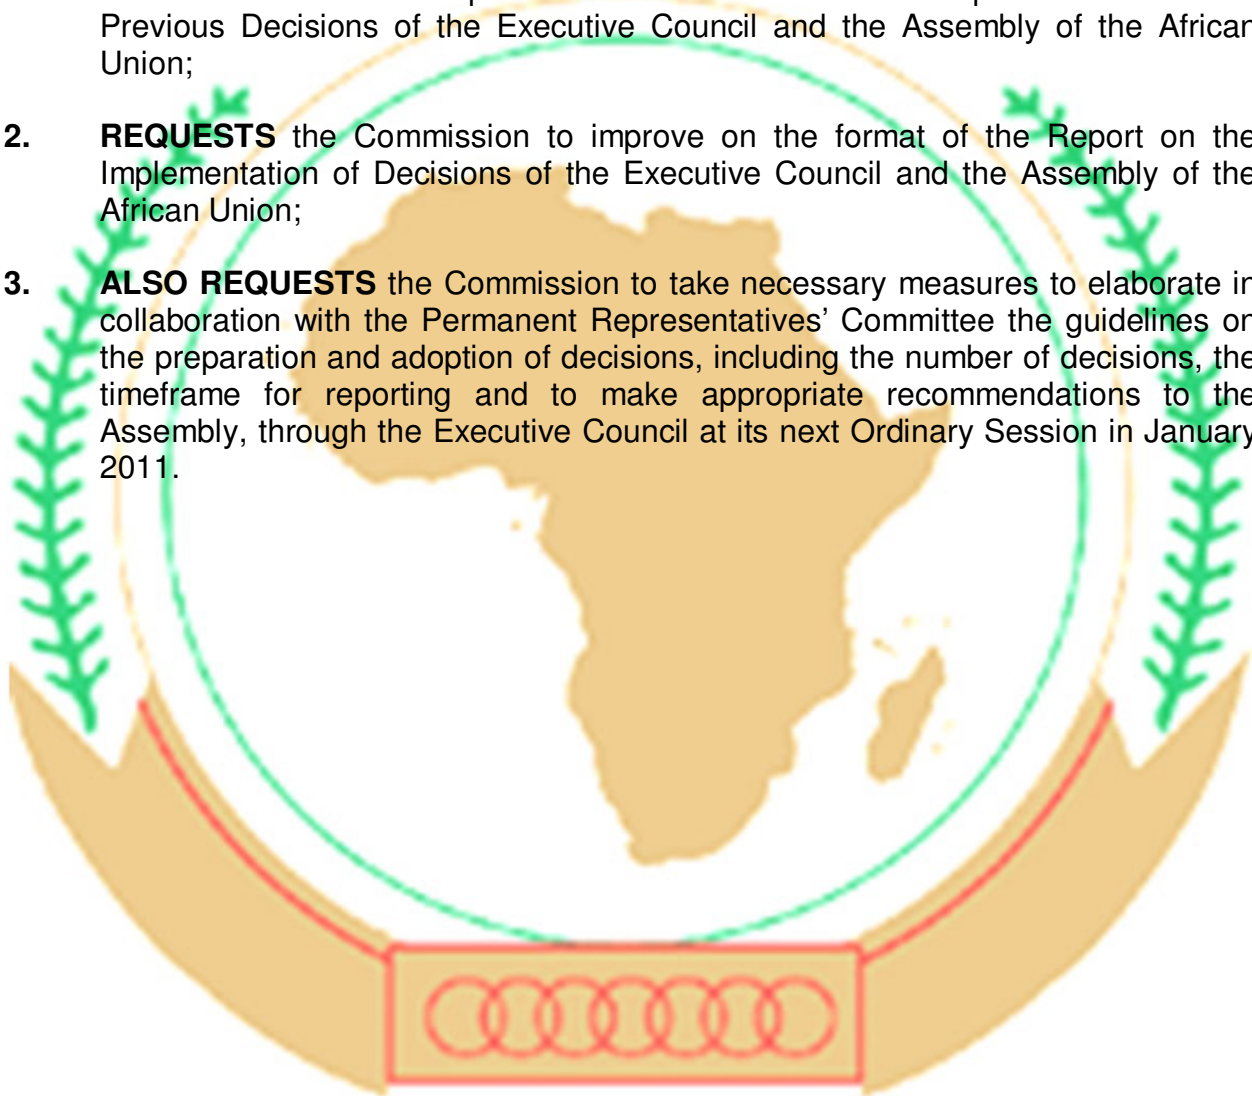 Previous Decisions of the Executive Council and the Assembly of the African
Union;
2. REQUESTS the Commission to improve on the format of the Report on the
Implementation of Decisions of the Executive Council and the Assembly of the
African Union;
3. ALSO REQUESTS the Commission to take necessary measures to elaborate in
collaboration with the Permanent Representatives’ Committee the guidelines on
the preparation and adoption of decisions, including the number of decisions, the
timeframe for reporting and to make appropriate recommendations to the
Assembly, through the Executive Council at its next Ordinary Session in January
2011.